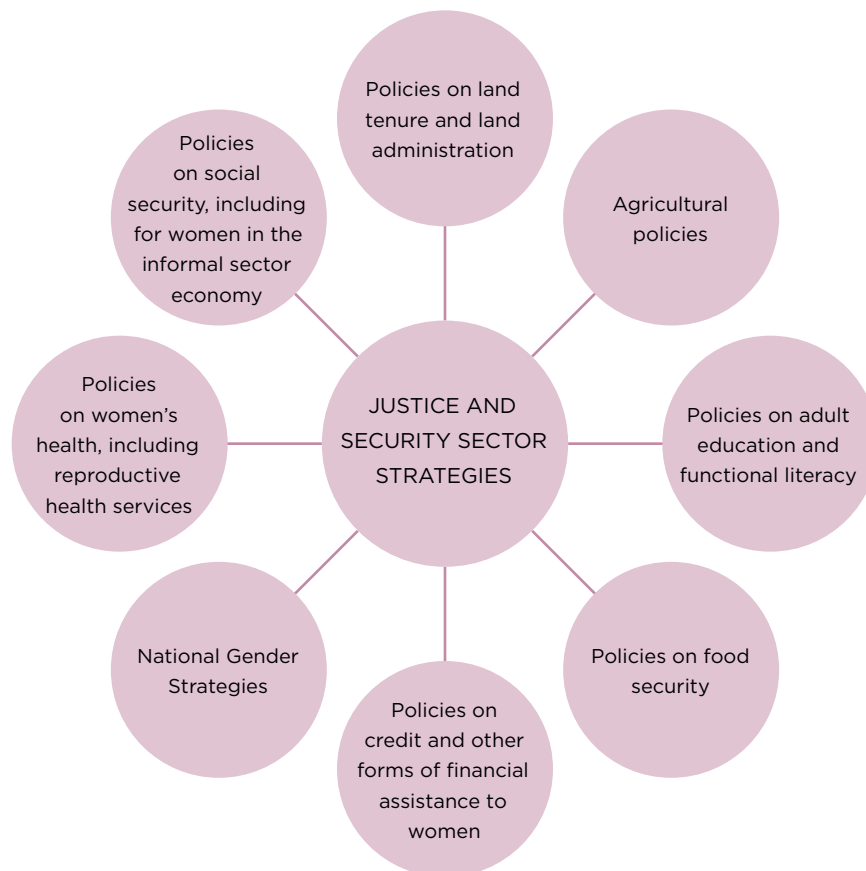 Policies on land
tenure and land
administration
Agricultural
policies
Policies on adult
education and
functional literacy
Policies on food
security
Policies on
credit and other
forms of financial
assistance to
women
National Gender
Strategies
Policies
on women’s
health, including
reproductive
health services
Policies
on social
security, including
for women in the
informal sector
economy
JUSTICE AND
SECURITY SECTOR
STRATEGIES